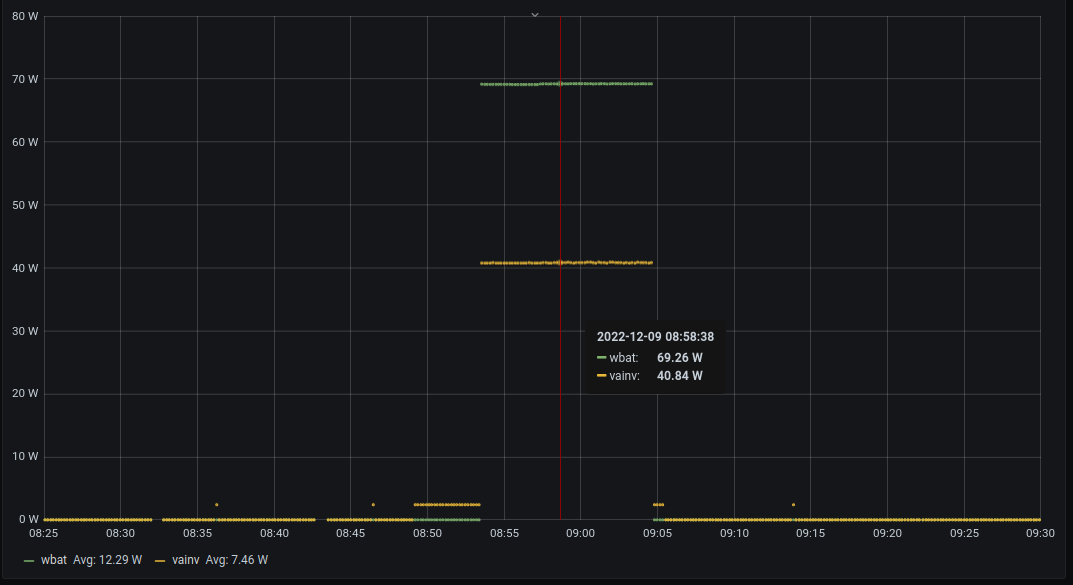 80 W
70 W
60 W
50 W
40 W
30 W
20 W
10 W
0 W
08:25 08:30 08:35 08:40 08:45 08:50 08:55 09:00 09:05 09:10 09:15 09:20 09:25 09:30
2022-12-09 08:58:38
wbat: 69.26 W
vainv: 40.84 W
wbat Avg: 12.29 W vainv Avg: 7.46 W